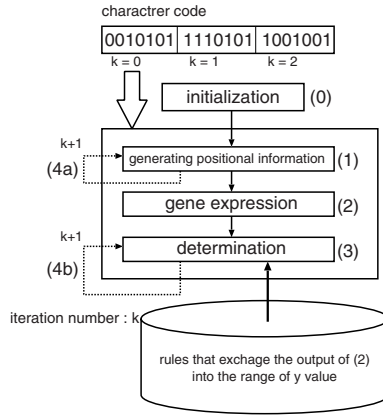 charactrer code
0010101 1110101 1001001
k = 0 k = 1 k = 2
initialization (0)
k+1
generating positional information (1)
(4a)
gene expression (2)
k+1
determination (3)
(4b)
iteration number : k
rules that exchage the output of (2)
into the range of y value